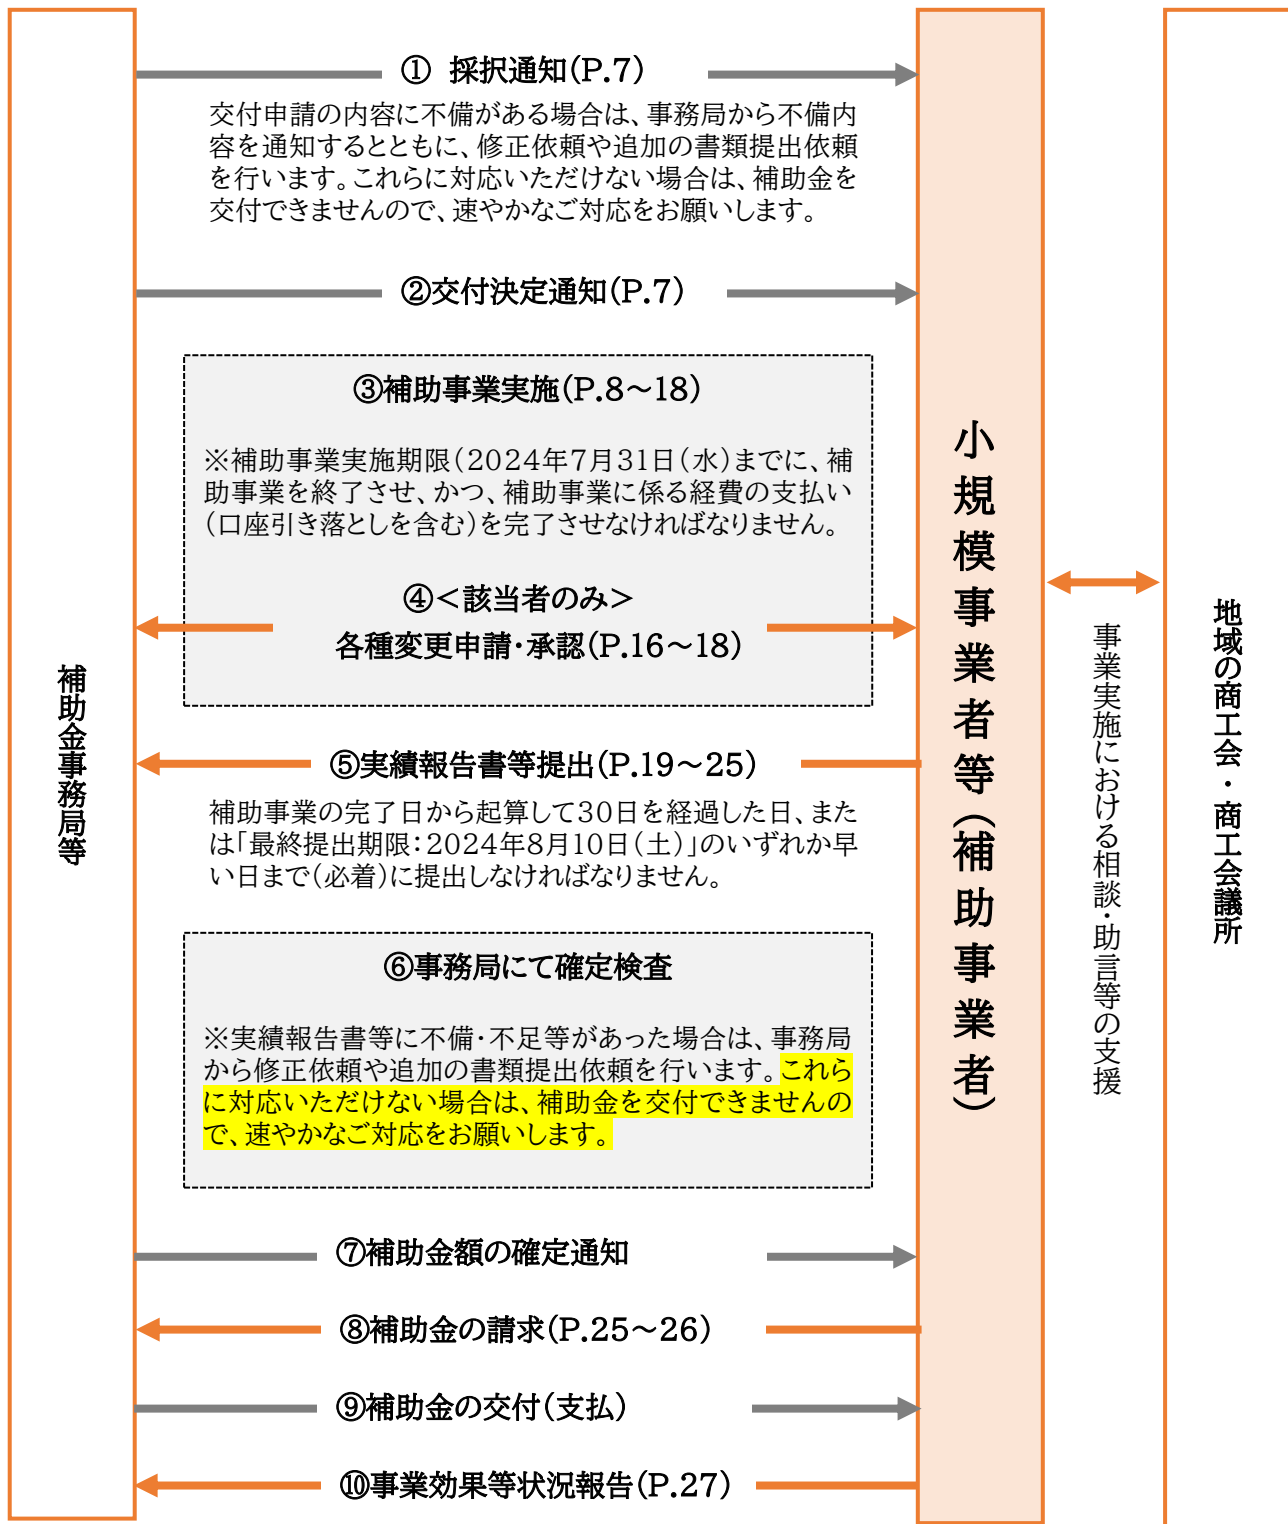 ① 採択通知(P.7)
交付申請の内容に不備がある場合は、事務局から不備内
容を通知するとともに、修正依頼や追加の書類提出依頼
を行います。これらに対応いただけない場合は、補助金を
交付できませんので、速やかなご対応をお願いします。
②交付決定通知(P.7)
③補助事業実施(P.8～18)
※補助事業実施期限(2024年7月31日(水)までに、補
助事業を終了させ、かつ、補助事業に係る経費の支払い
(口座引き落としを含む)を完了させなければなりません。
④＜該当者のみ＞
各種変更申請・承認(P.16～18)
⑤実績報告書等提出(P.19～25)
補助事業の完了日から起算して30日を経過した日、また
は「最終提出期限：2024年8月10日(土)」のいずれか早
い日まで(必着)に提出しなければなりません。
⑥事務局にて確定検査
※実績報告書等に不備・不足等があった場合は、事務局
から修正依頼や追加の書類提出依頼を行います。これら
に対応いただけない場合は、補助金を交付できませんの
で、速やかなご対応をお願いします。
⑦補助金額の確定通知
⑧補助金の請求(P.25～26)
⑨補助金の交付(支払)
⑩事業効果等状況報告(P.27)
補助金事務局等
小規模事業者等(補助事業者)
事業実施における相談・助言等の支援
地域の商工会・商工会議所